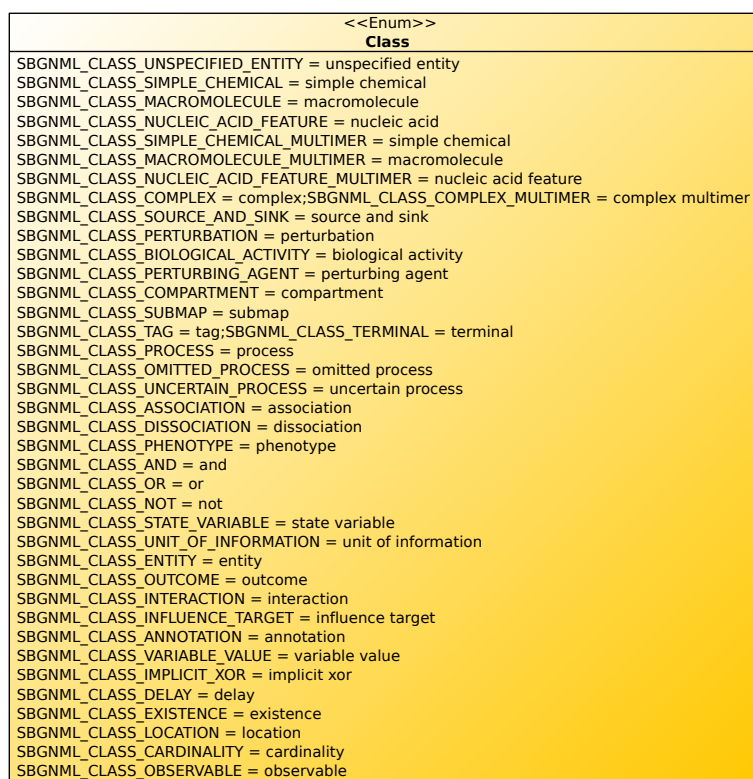 <<Enum>>
Class
SBGNML_CLASS_UNSPECIFIED_ENTITY = unspecified entity
SBGNML_CLASS_SIMPLE_CHEMICAL = simple chemical
SBGNML_CLASS_MACROMOLECULE = macromolecule
SBGNML_CLASS_NUCLEIC_ACID_FEATURE = nucleic acid
SBGNML_CLASS_SIMPLE_CHEMICAL_MULTIMER = simple chemical
SBGNML_CLASS_MACROMOLECULE_MULTIMER = macromolecule
SBGNML_CLASS_NUCLEIC_ACID_FEATURE_MULTIMER = nucleic acid feature
SBGNML_CLASS_COMPLEX = complex;SBGNML_CLASS_COMPLEX_MULTIMER = complex multimer
SBGNML_CLASS_SOURCE_AND_SINK = source and sink
SBGNML_CLASS_PERTURBATION = perturbation
SBGNML_CLASS_BIOLOGICAL_ACTIVITY = biological activity
SBGNML_CLASS_PERTURBING_AGENT = perturbing agent
SBGNML_CLASS_COMPARTMENT = compartment
SBGNML_CLASS_SUBMAP = submap
SBGNML_CLASS_TAG = tag;SBGNML_CLASS_TERMINAL = terminal
SBGNML_CLASS_PROCESS = process
SBGNML_CLASS_OMITTED_PROCESS = omitted process
SBGNML_CLASS_UNCERTAIN_PROCESS = uncertain process
SBGNML_CLASS_ASSOCIATION = association
SBGNML_CLASS_DISSOCIATION = dissociation
SBGNML_CLASS_PHENOTYPE = phenotype
SBGNML_CLASS_AND = and
SBGNML_CLASS_OR = or
SBGNML_CLASS_NOT = not
SBGNML_CLASS_STATE_VARIABLE = state variable
SBGNML_CLASS_UNIT_OF_INFORMATION = unit of information
SBGNML_CLASS_ENTITY = entity
SBGNML_CLASS_OUTCOME = outcome
SBGNML_CLASS_INTERACTION = interaction
SBGNML_CLASS_INFLUENCE_TARGET = influence target
SBGNML_CLASS_ANNOTATION = annotation
SBGNML_CLASS_VARIABLE_VALUE = variable value
SBGNML_CLASS_IMPLICIT_XOR = implicit xor
SBGNML_CLASS_DELAY = delay
SBGNML_CLASS_EXISTENCE = existence
SBGNML_CLASS_LOCATION = location
SBGNML_CLASS_CARDINALITY = cardinality
SBGNML_CLASS_OBSERVABLE = observable